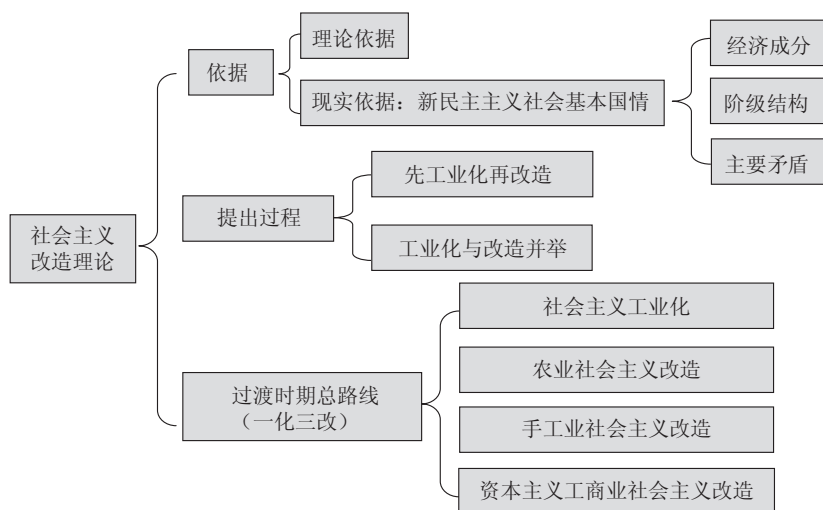 社会主义
改造理论
依据
理论依据
现实依据：新民主主义社会基本国情
经济成分
阶级结构
主要矛盾
提出过程
先工业化再改造
工业化与改造并举
过渡时期总路线
（一化三改）
社会主义工业化
农业社会主义改造
手工业社会主义改造
资本主义工商业社会主义改造